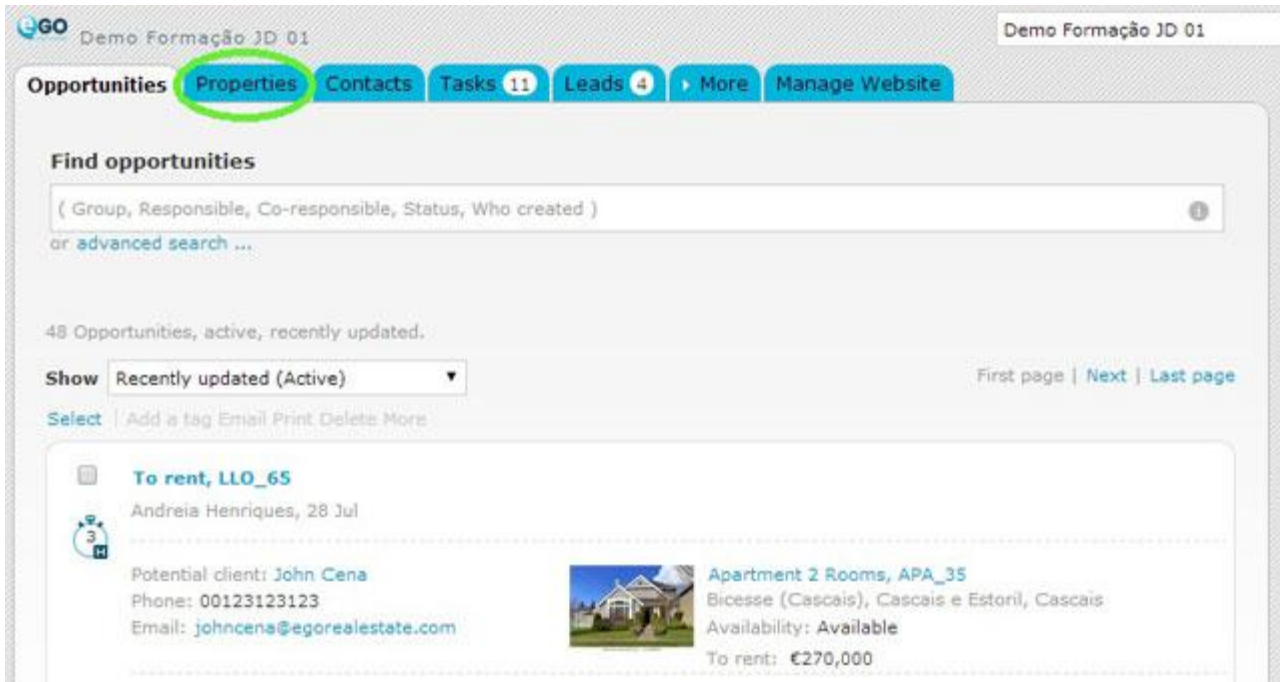 eGO Demo Formação JD 01
Demo Formação JD 01
Opportunities Properties Contacts Tasks 11 Leads 4 More Manage Website
Find opportunities
( Group, Responsible, Co-responsible, Status, Who created )
or advanced search ...
48 Opportunities, active, recently updated.
Show Recently updated (Active)
First page | Next | Last page
Select | Add a tag Email Print Delete More
To rent, LLO_65
Andreia Henriques, 28 Jul
3
H
Potential client: John Cena
Phone: 00123123123
Email: johncena@egorealestate.com
Apartment 2 Rooms, APA_35
Bicesse (Cascais), Cascais e Estoril, Cascais
Availability: Available
To rent: €270,000